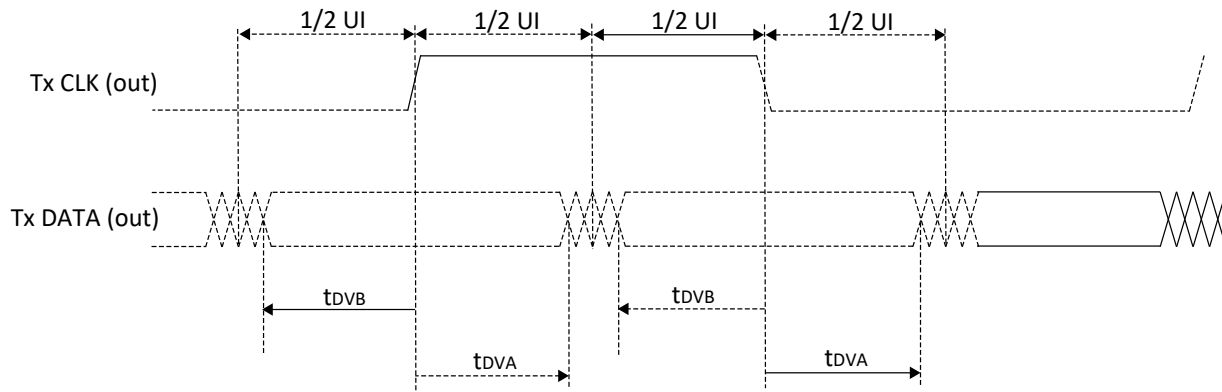 1/2 UI 1/2 UI 1/2 UI 1/2 UI
Tx CLK (out)
Tx DATA (out)
tDVB tDVB
tDVA tDVA